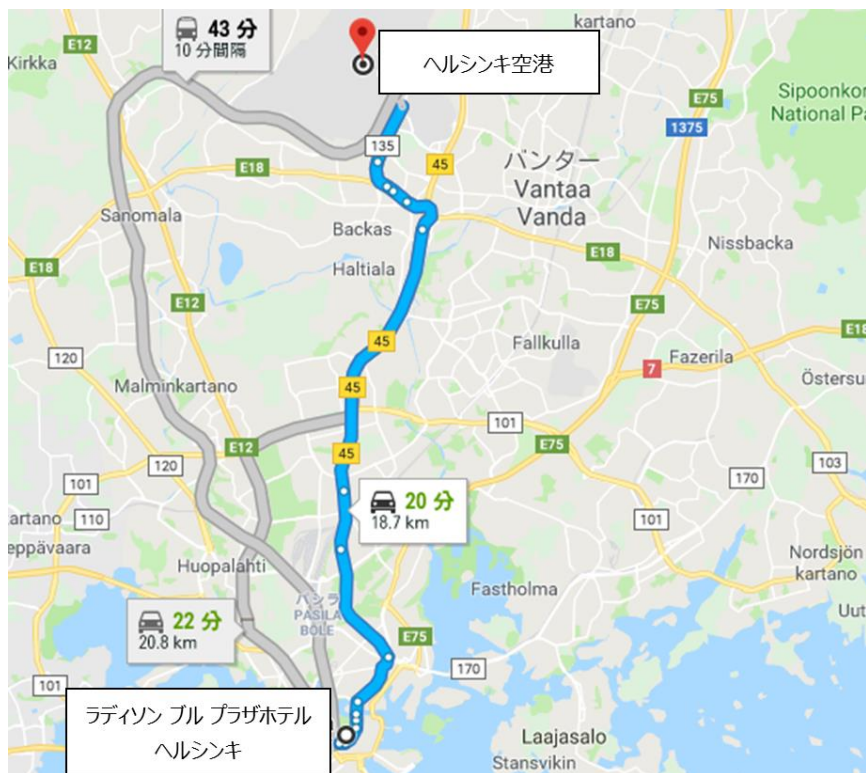 kartano
E12
43 分
10 分間隔
Kirkka
ヘルシンキ空港
E75
Sipoonkor
National Pa
1375
135
45
バンター
Vantaa
Vanda
E18
Sanomala
Backas
Nissbacka
Haltiala
E18
E18
E75
E12
45
Fallkulla
E18
120
7
Fazerila
Malminkartano
45
Östersu
101
E12
45
E75
120
103
101
170
20 分
18.7 km
kartano
110
101
eppävaara
Nordsjön
kartano
Huopalahti
Fastholma
パシラ
PASILA
BÖLE
22 分
20.8 km
Uut
E75
170
101
ラディソン ブル プラザホテル
ヘルシンキ
Laajasalo
Stansvikin